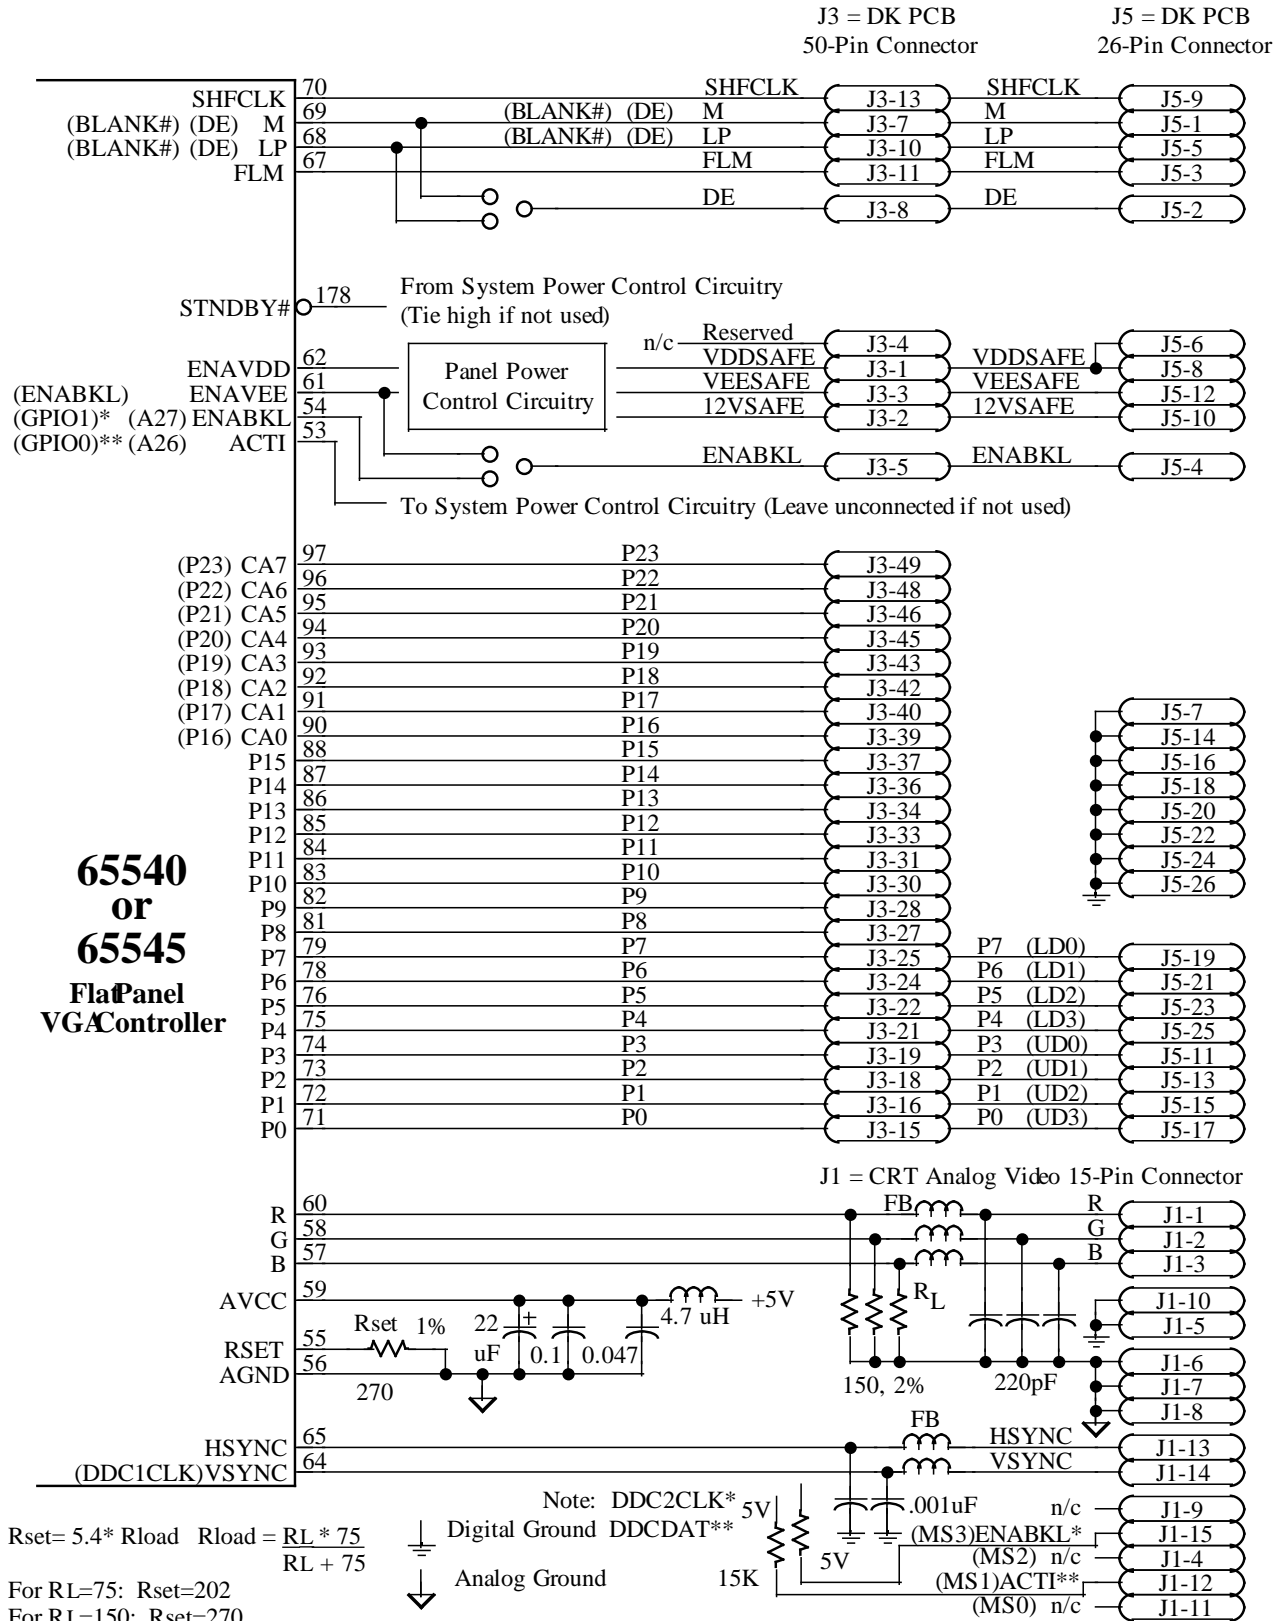 J3 = DK PCB J5 = DK PCB
50-Pin Connector 26-Pin Connector
SHFCLK 70 SHFCLK J3-13 SHFCLK J5-9
(BLANK#) (DE) M 69 (BLANK#) (DE) M J3-7 M J5-1
(BLANK#) (DE) LP 68 (BLANK#) (DE) LP J3-10 LP J5-5
FLM 67 FLM J3-11 FLM J5-3
DE J3-8 DE J5-2
STNDBY# 178 From System Power Control Circuitry
(Tie high if not used)
n/c Reserved J3-4 J5-6
ENAVDD 62 Panel Power VDDSAFE J3-1 VDDSAFE J5-8
(ENABKL) ENAVEE 61 Control Circuitry VEESAFE J3-3 VEESAFE J5-12
(GPIO1)* (A27) ENABKL 54 12VSAFE J3-2 12VSAFE J5-10
(GPIO0)** (A26) ACTI 53
ENABKL J3-5 ENABKL J5-4
To System Power Control Circuitry (Leave unconnected if not used)
(P23) CA7 97 P23 J3-49
(P22) CA6 96 P22 J3-48
(P21) CA5 95 P21 J3-46
(P20) CA4 94 P20 J3-45
(P19) CA3 93 P19 J3-43
(P18) CA2 92 P18 J3-42
(P17) CA1 91 P17 J3-40 J5-7
(P16) CA0 90 P16 J3-39 J5-14
P15 88 P15 J3-37 J5-16
P14 87 P14 J3-36 J5-18
P13 86 P13 J3-34 J5-20
P12 85 P12 J3-33 J5-22
P11 84 P11 J3-31 J5-24
P10 83 P10 J3-30 J5-26
P9 82 P9 J3-28
P8 81 P8 J3-27
P7 79 P7 J3-25 P7 (LD0) J5-19
P6 78 P6 J3-24 P6 (LD1) J5-21
P5 76 P5 J3-22 P5 (LD2) J5-23
P4 75 P4 J3-21 P4 (LD3) J5-25
P3 74 P3 J3-19 P3 (UD0) J5-11
P2 73 P2 J3-18 P2 (UD1) J5-13
P1 72 P1 J3-16 P1 (UD2) J5-15
P0 71 P0 J3-15 P0 (UD3) J5-17
65540
or
65545
Flat Panel
VGA Controller
J1 = CRT Analog Video 15-Pin Connector
R 60 FB R J1-1
G 58 G J1-2
B 57 B J1-3
AVCC 59 4.7 uH +5V RL J1-10
J1-5
RSET 55 Rset 1% 22 uF + 0.1 0.047
AGND 56 270 150, 2% 220pF J1-6
J1-7
J1-8
HSYNC 65 FB HSYNC J1-13
(DDC1CLK)VSYNC 64 VSYNC J1-14
Note: DDC2CLK* 5V .001uF n/c J1-9
Digital Ground DDCDAT** 5V (MS3)ENABKL* J1-15
(MS2) n/c J1-4
Analog Ground 15K (MS1)ACTI** J1-12
(MS0) n/c J1-11
Rset= 5.4* Rload Rload = RL * 75
RL + 75
For RL=75: Rset=202
For RL=150: Rset=270